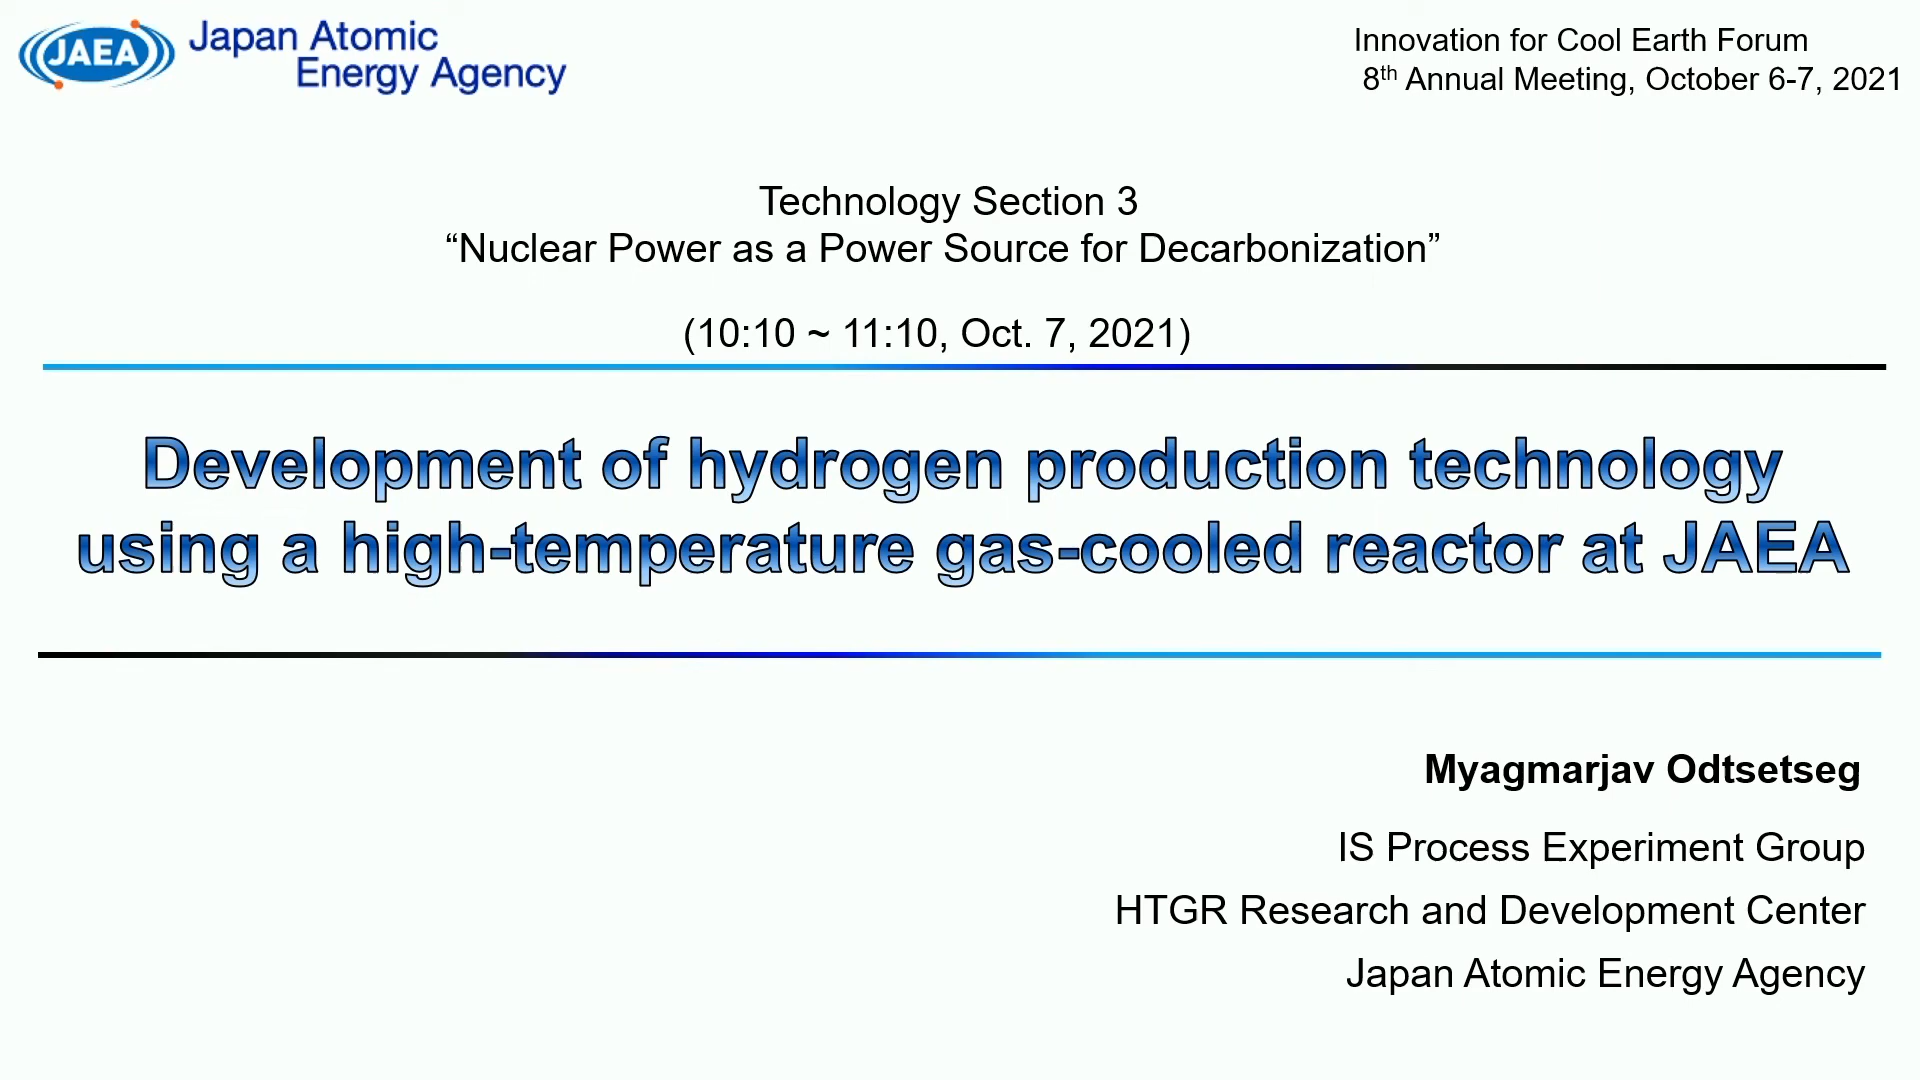 JAEA
Japan Atomic
Energy Agency
Innovation for Cool Earth Forum
8th Annual Meeting, October 6-7, 2021
Technology Section 3
“Nuclear Power as a Power Source for Decarbonization”
(10:10 ~ 11:10, Oct. 7, 2021)
Development of hydrogen production technology
using a high-temperature gas-cooled reactor at JAEA
Myagmarjav Odtsetseg
IS Process Experiment Group
HTGR Research and Development Center
Japan Atomic Energy Agency